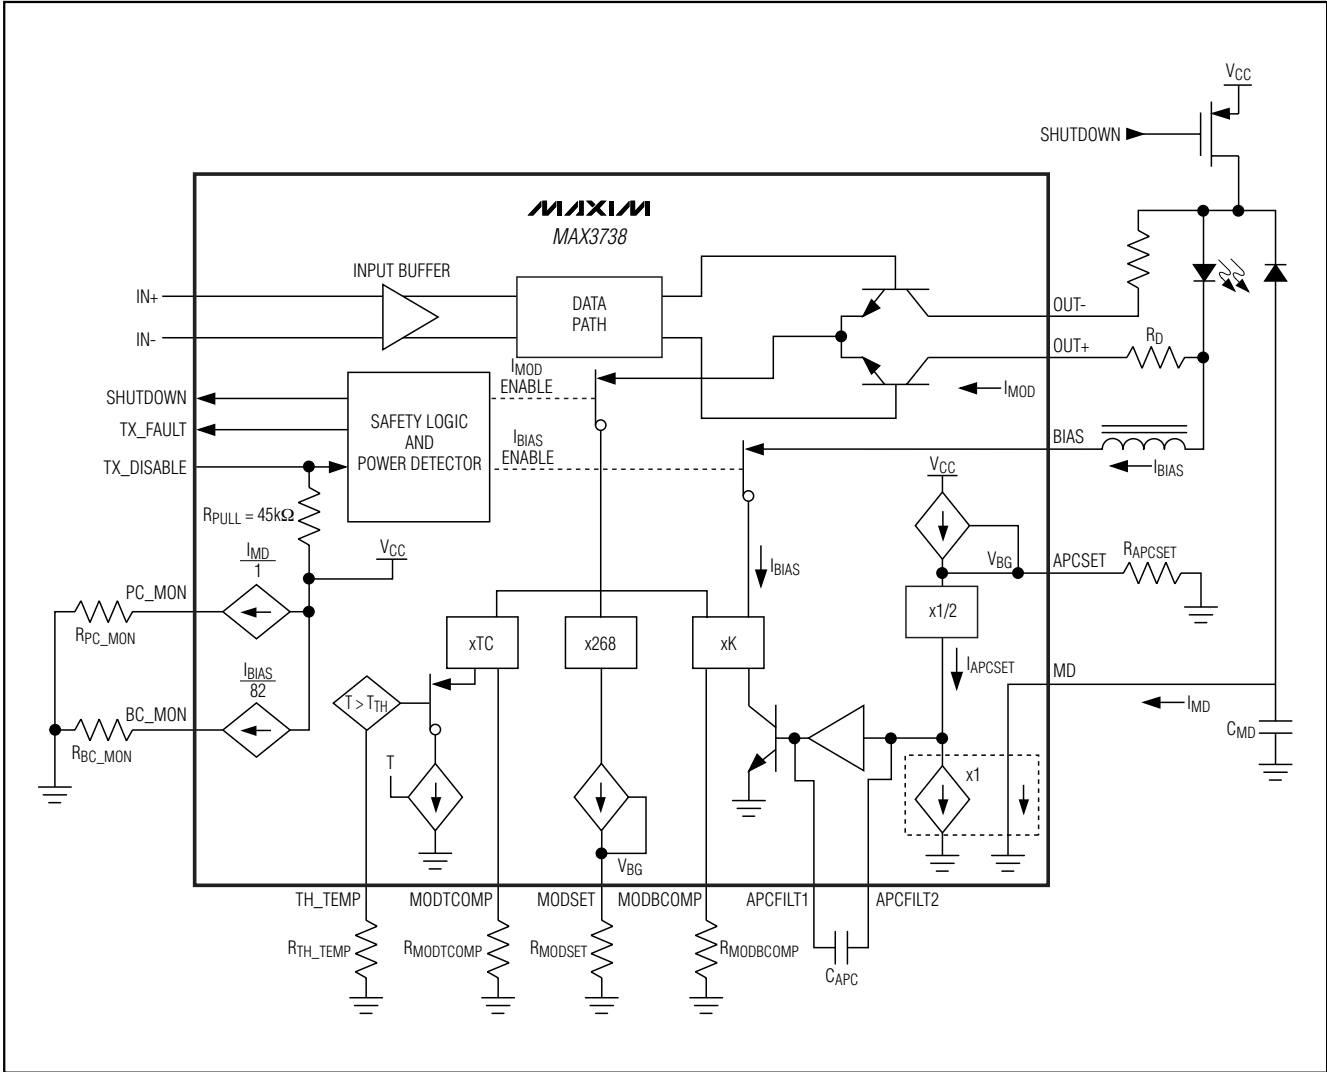 VCC
SHUTDOWN
MAXIM
MAX3738
INPUT BUFFER
IN+
IN-
DATA
PATH
OUT-
OUT+
RD
IMOD
ENABLE
IMOD
SHUTDOWN
TX_FAULT
TX_DISABLE
SAFETY LOGIC
AND
POWER DETECTOR
IBIAS
ENABLE
BIAS
IBIAS
RPULL = 45kΩ
VCC
VCC
IBIAS
VBG
APCSET
RAPCSET
IMD
1
PC_MON
RPC_MON
x1/2
xTC
x268
xK
IAPCSET
MD
IMD
IBIAS
82
BC_MON
RBC_MON
T > TTH
CMD
T
x1
VBG
TH_TEMP
MODTCOMP
MODSET
MODBCOMP
APCFILT1
APCFILT2
RTH_TEMP
RMODTCOMP
RMODSET
RMODBCOMP
CAPC